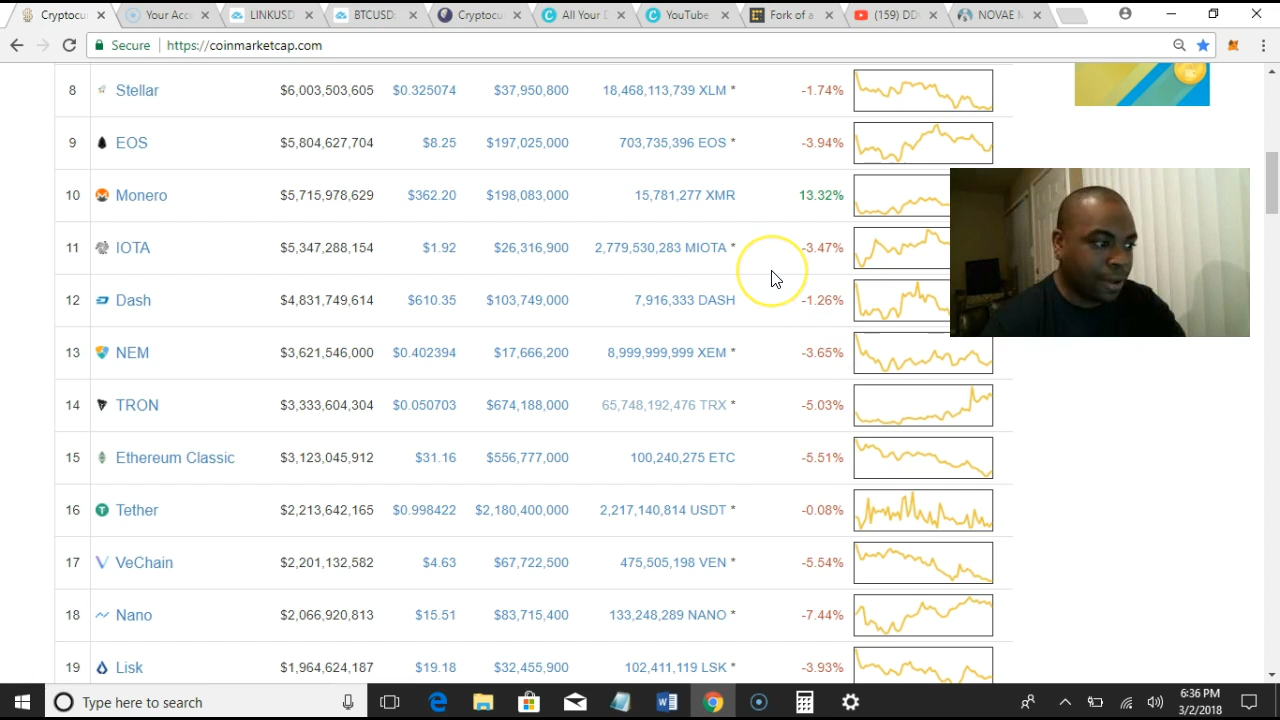 Cryptocur
Your Acc
LINKUSD
BTCUSD:
Cryptocu
All Your D
YouTube
Fork of a
(159) DD
NOVAE M
Secure
https://coinmarketcap.com
8 Stellar $6,003,503,605 $0.325074 $37,950,800 18,468,113,739 XLM * -1.74%
9 EOS $5,804,627,704 $8.25 $197,025,000 703,735,396 EOS * -3.94%
10 Monero $5,715,978,629 $362.20 $198,083,000 15,781,277 XMR 13.32%
11 IOTA $5,347,288,154 $1.92 $26,316,900 2,779,530,283 MIOTA * -3.47%
12 Dash $4,831,749,614 $610.35 $103,749,000 7,916,333 DASH -1.26%
13 NEM $3,621,546,000 $0.402394 $17,666,200 8,999,999,999 XEM * -3.65%
14 TRON $3,333,604,304 $0.050703 $674,188,000 65,748,192,476 TRX * -5.03%
15 Ethereum Classic $3,123,045,912 $31.16 $556,777,000 100,240,275 ETC -5.51%
16 Tether $2,213,642,165 $0.998422 $2,180,400,000 2,217,140,814 USDT * -0.08%
17 VeChain $2,201,132,582 $4.63 $67,722,500 475,505,198 VEN * -5.54%
18 Nano $2,066,920,813 $15.51 $83,715,400 133,248,289 NANO * -7.44%
19 Lisk $1,964,624,187 $19.18 $32,455,900 102,411,119 LSK * -3.93%
Type here to search
6:36 PM
3/2/2018